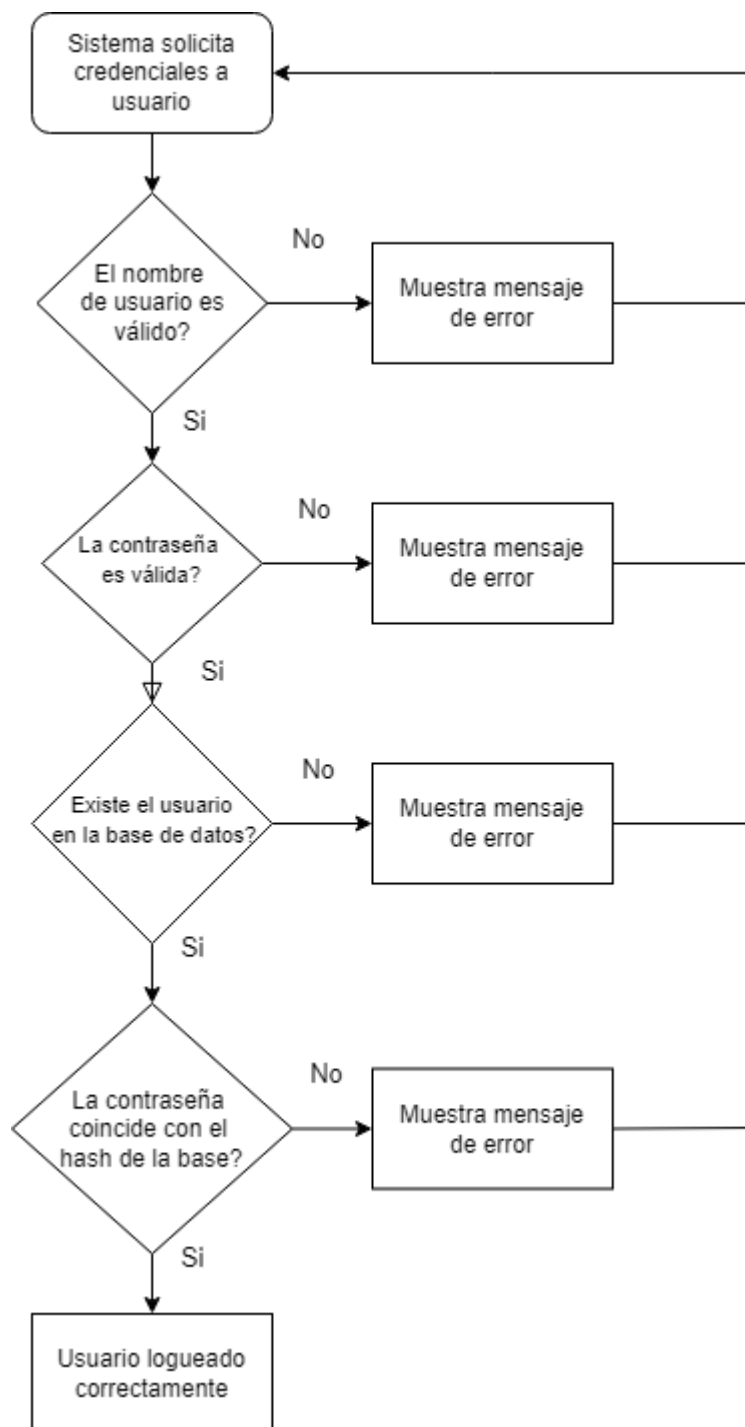 Sistema solicita
credenciales a
usuario
El nombre
de usuario es
válido?
No
Muestra mensaje
de error
Si
La contraseña
es válida?
No
Muestra mensaje
de error
Si
Existe el usuario
en la base de datos?
No
Muestra mensaje
de error
Si
La contraseña
coincide con el
hash de la base?
No
Muestra mensaje
de error
Si
Usuario logueado
correctamente